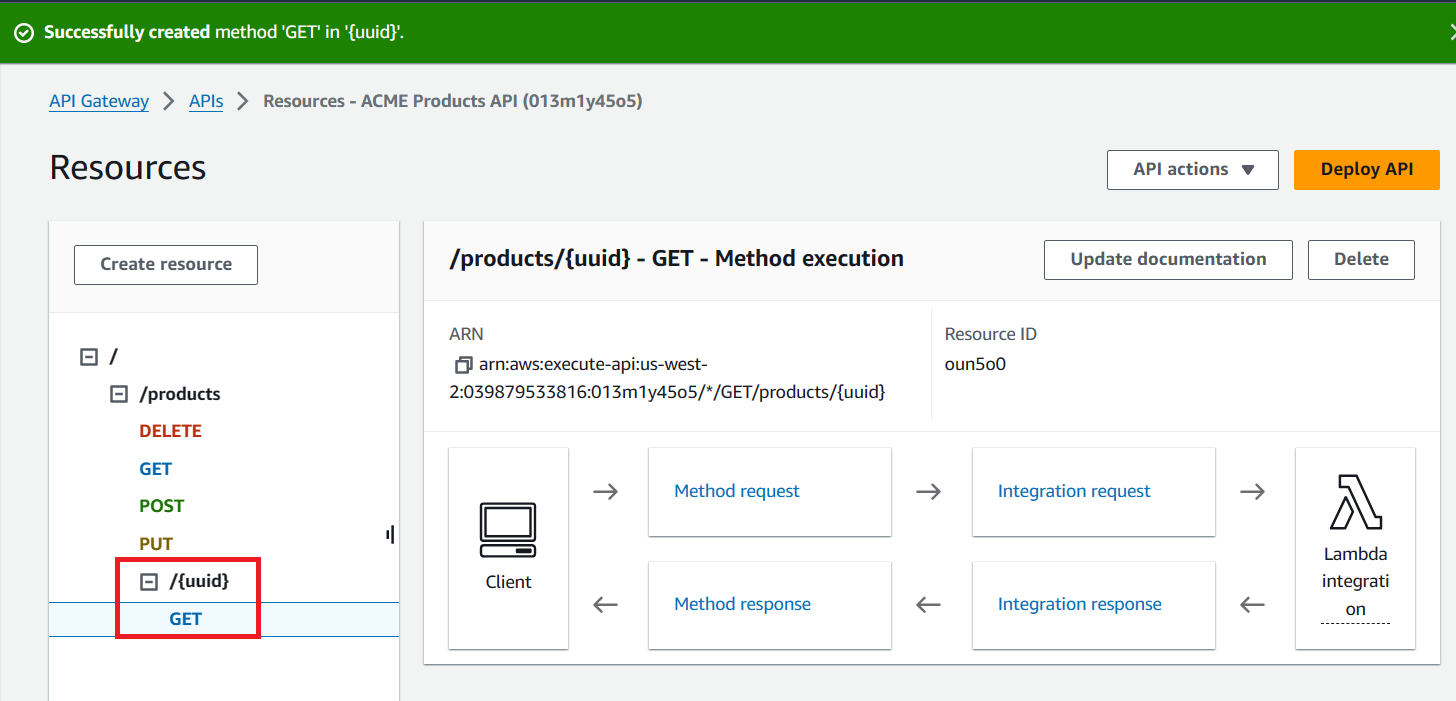 Successfully created method 'GET' in '{uuid}'.
API Gateway > APIs > Resources - ACME Products API (013m1y45o5)
Resources
API actions
Deploy API
Create resource
/
/products
DELETE
GET
POST
PUT
/{uuid}
GET
/products/{uuid} - GET - Method execution
Update documentation
Delete
ARN
arn:aws:execute-api:us-west-
2:039879533816:013m1y45o5/*/GET/products/{uuid}
Resource ID
oun5o0
Client
Method request
Integration request
Method response
Integration response
Lambda
integrati
on